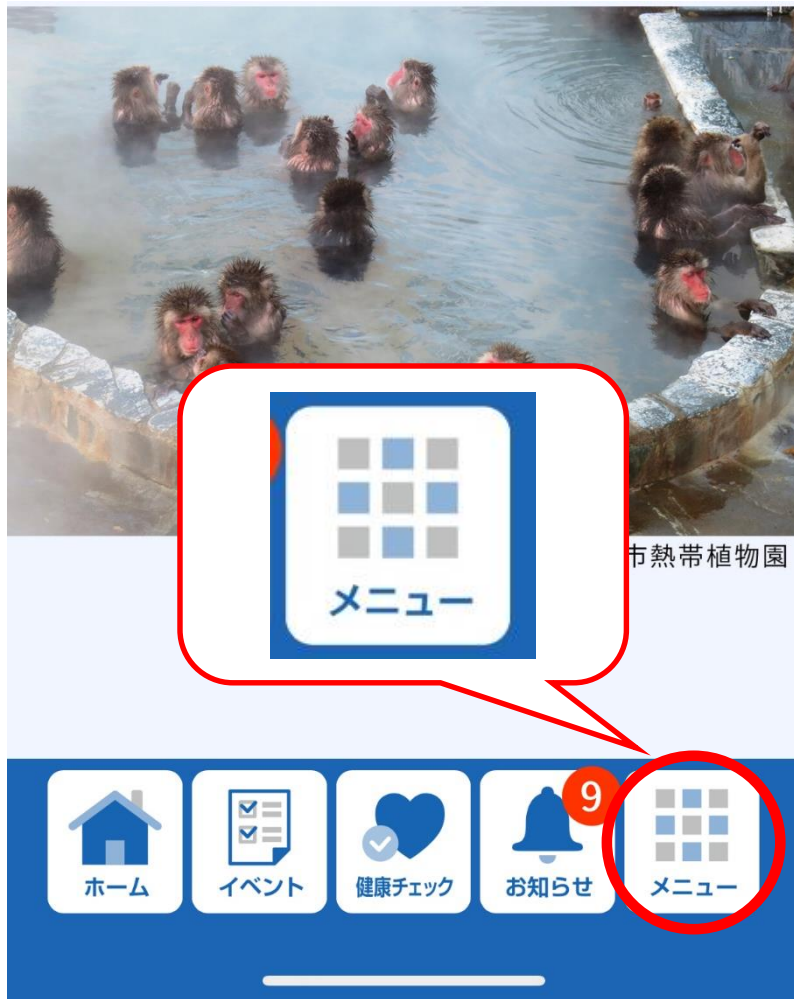 市熱帯植物園
メニュー
9
ホーム
イベント
健康チェック
お知らせ
メニュー